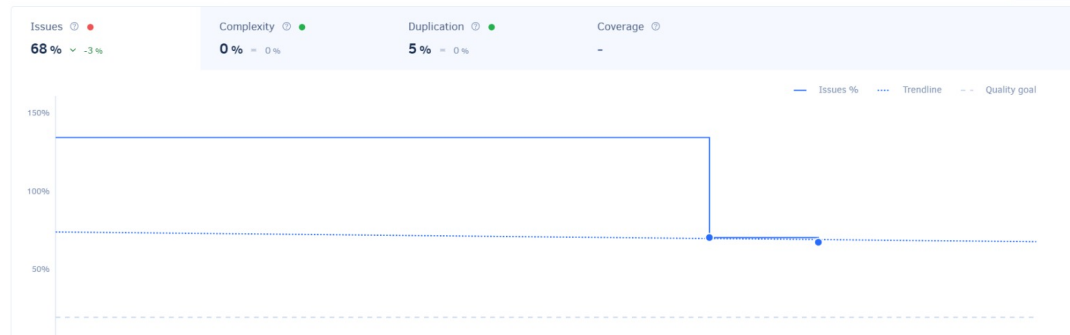 Issues
68 % -3 %
Complexity
0 % = 0 %
Duplication
5 % = 0 %
Coverage
-
Issues % Trendline Quality goal
150%
100%
50%